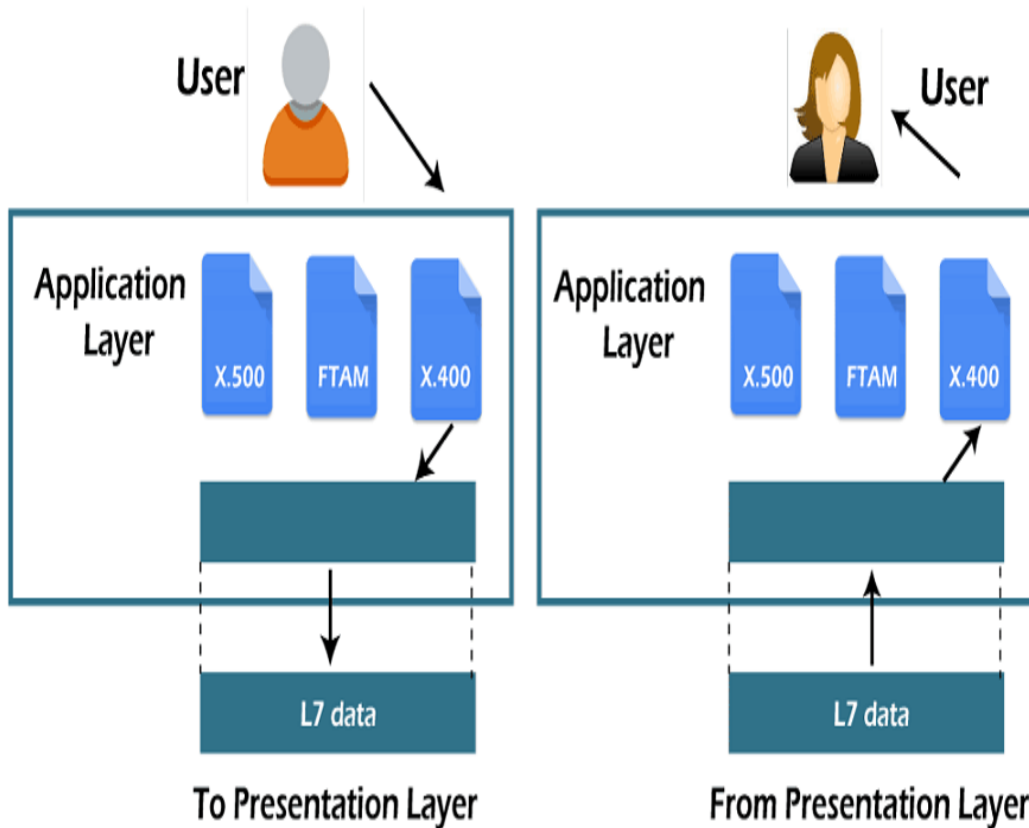 User
User
Application
Layer
X.500
FTAM
X.400
L7 data
To Presentation Layer
Application
Layer
X.500
FTAM
X.400
L7 data
From Presentation Layer